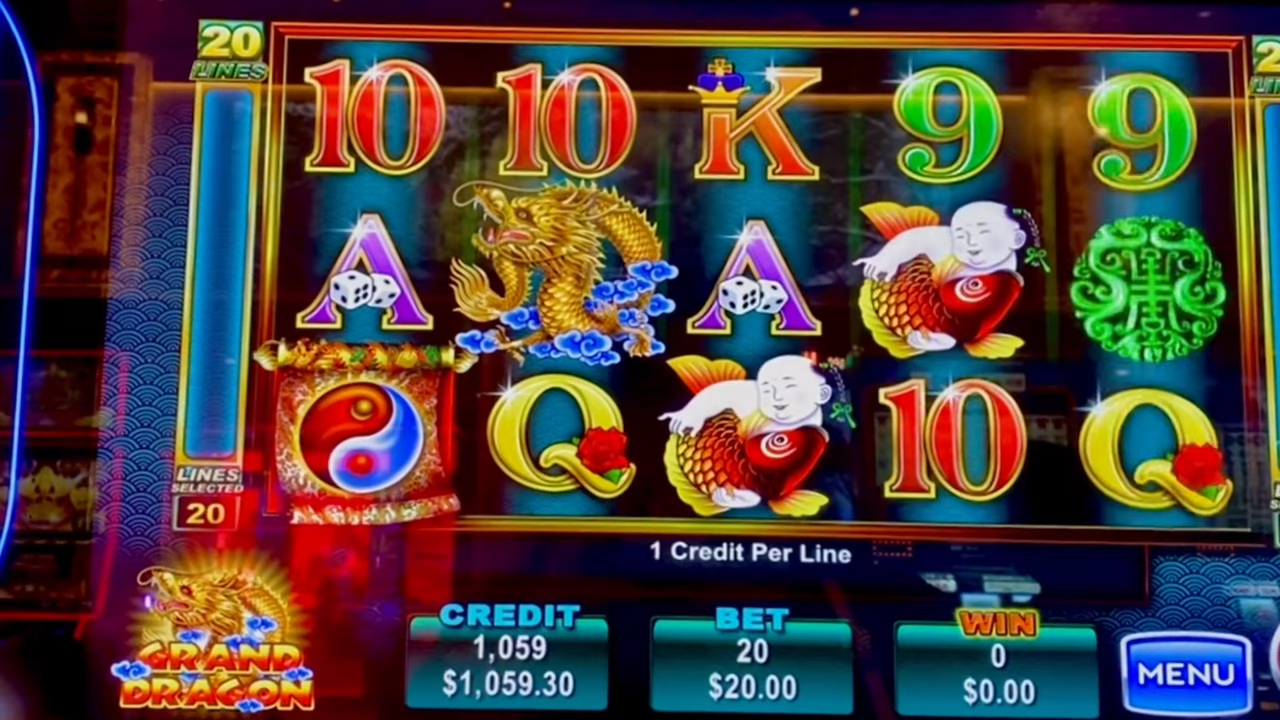 20
LINES
10 10 K 9 9
A A
Q 10 Q
LINES
SELECTED
20
1 Credit Per Line
GRAND
DRAGON
CREDIT
1,059
$1,059.30
BET
20
$20.00
WIN
0
$0.00
MENU